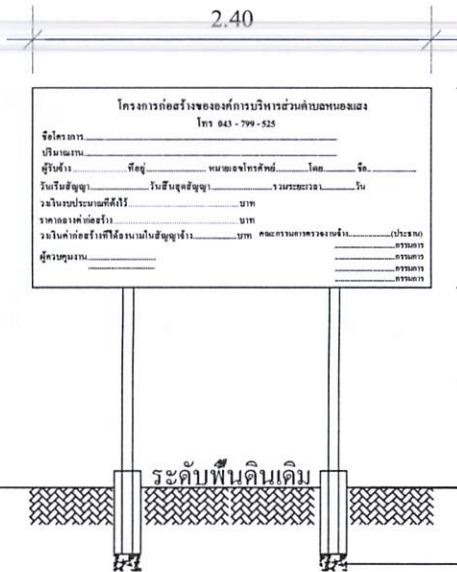 2.40
โครงการก่อสร้างขององค์การบริหารส่วนตำบลหนองแสง
โทร 043 - 799 - 525
ชื่อโครงการ
ปริมาณงาน
ผู้รับจ้าง ที่อยู่ หมายเลขโทรศัพท์ โดย ชื่อ
วันเริ่มสัญญา วันสิ้นสุดสัญญา รวมระยะเวลา วัน
วงเงินงบประมาณที่ตั้งไว้ บาท
ราคากลางค่าก่อสร้าง บาท
วงเงินค่าก่อสร้างที่ได้ลงนามในสัญญาจ้าง บาท คณะกรรมการตรวจงานจ้าง (ประธาน)
กรรมการ
ผู้ควบคุมงาน กรรมการ
กรรมการ
กรรมการ
ระดับพื้นดินเดิม